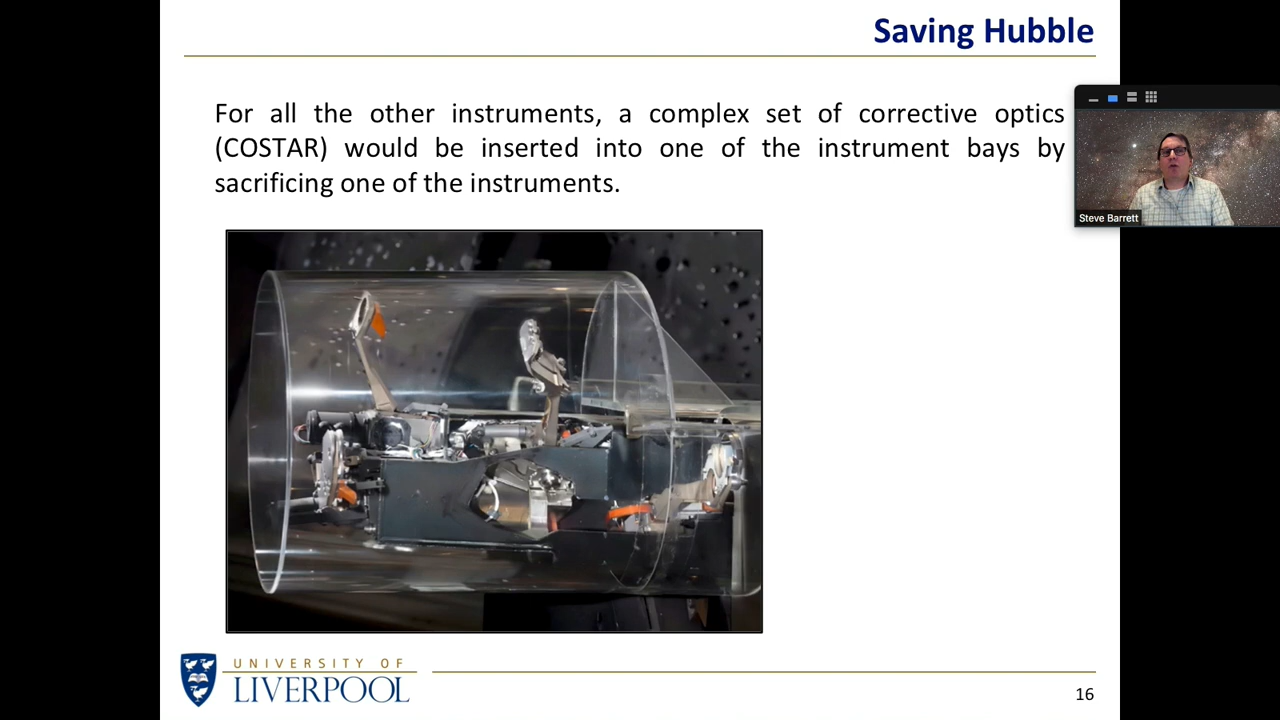 Saving Hubble
For all the other instruments, a complex set of corrective optics
(COSTAR) would be inserted into one of the instrument bays by
sacrificing one of the instruments.
Steve Barrett
UNIVERSITY OF
LIVERPOOL
16